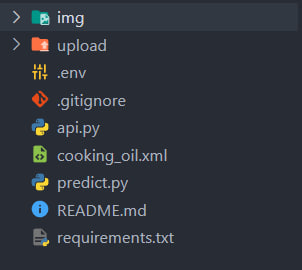 img
upload
.env
.gitignore
api.py
cooking_oil.xml
predict.py
README.md
requirements.txt